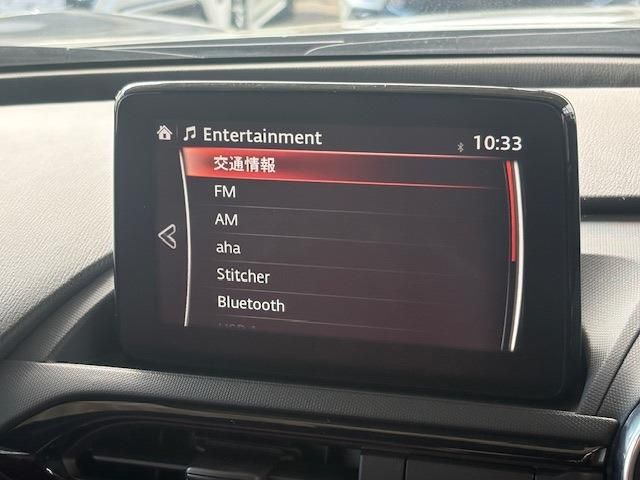 Entertainment
10:33
交通情報
FM
AM
aha
Stitcher
Bluetooth